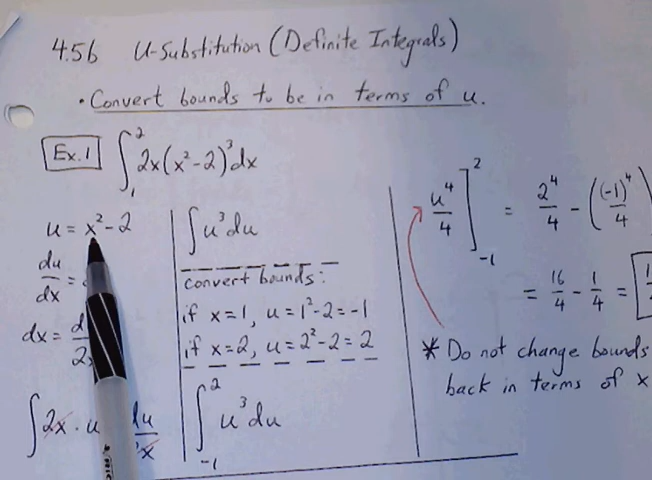 4.5b U-Substitution (Definite Integrals)
• Convert bounds to be in terms of u.
Ex.1 ∫₁² 2x(x²-2)³dx
u = x²-2
du/dx =
dx = d
2
∫2x · u du/x
∫u³du
convert bounds:
if x=1, u=1²-2=-1
if x=2, u=2²-2=2
∫₋₁² u³du
u⁴/4 ]₋₁² = 2⁴/4 - ((-1)⁴/4
= 16/4 - 1/4 =
* Do not change bounds
back in terms of x